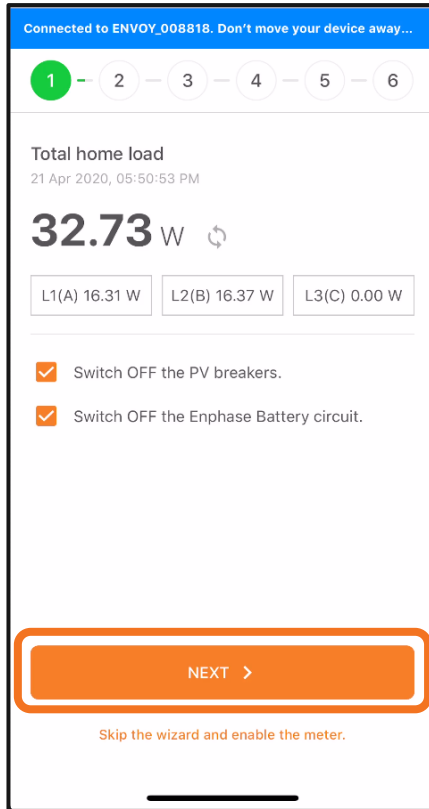 Connected to ENVOY_008818. Don’t move your device away...
1 2 3 4 5 6
Total home load
21 Apr 2020, 05:50:53 PM
32.73 W
L1(A) 16.31 W L2(B) 16.37 W L3(C) 0.00 W
Switch OFF the PV breakers.
Switch OFF the Enphase Battery circuit.
NEXT
Skip the wizard and enable the meter.